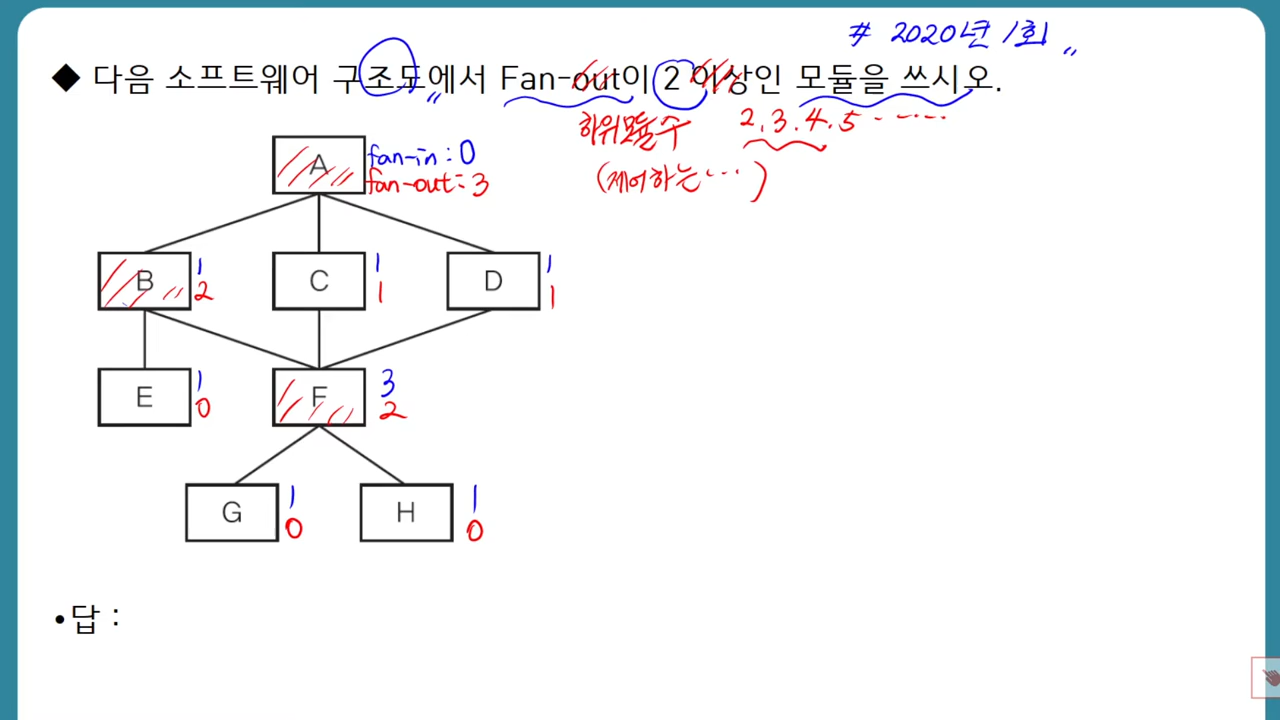 # 2020년 1회 〃
◆ 다음 소프트웨어 구조도에서 Fan-out이 2 이상인 모듈을 쓰시오.
하위모듈수 2.3.4.5 ......
(제어하는...)
A fan-in : 0
fan-out : 3
B 1 2
C 1 1
D 1 1
E 1 0
F 3 2
G 1 0
H 1 0
•답 :